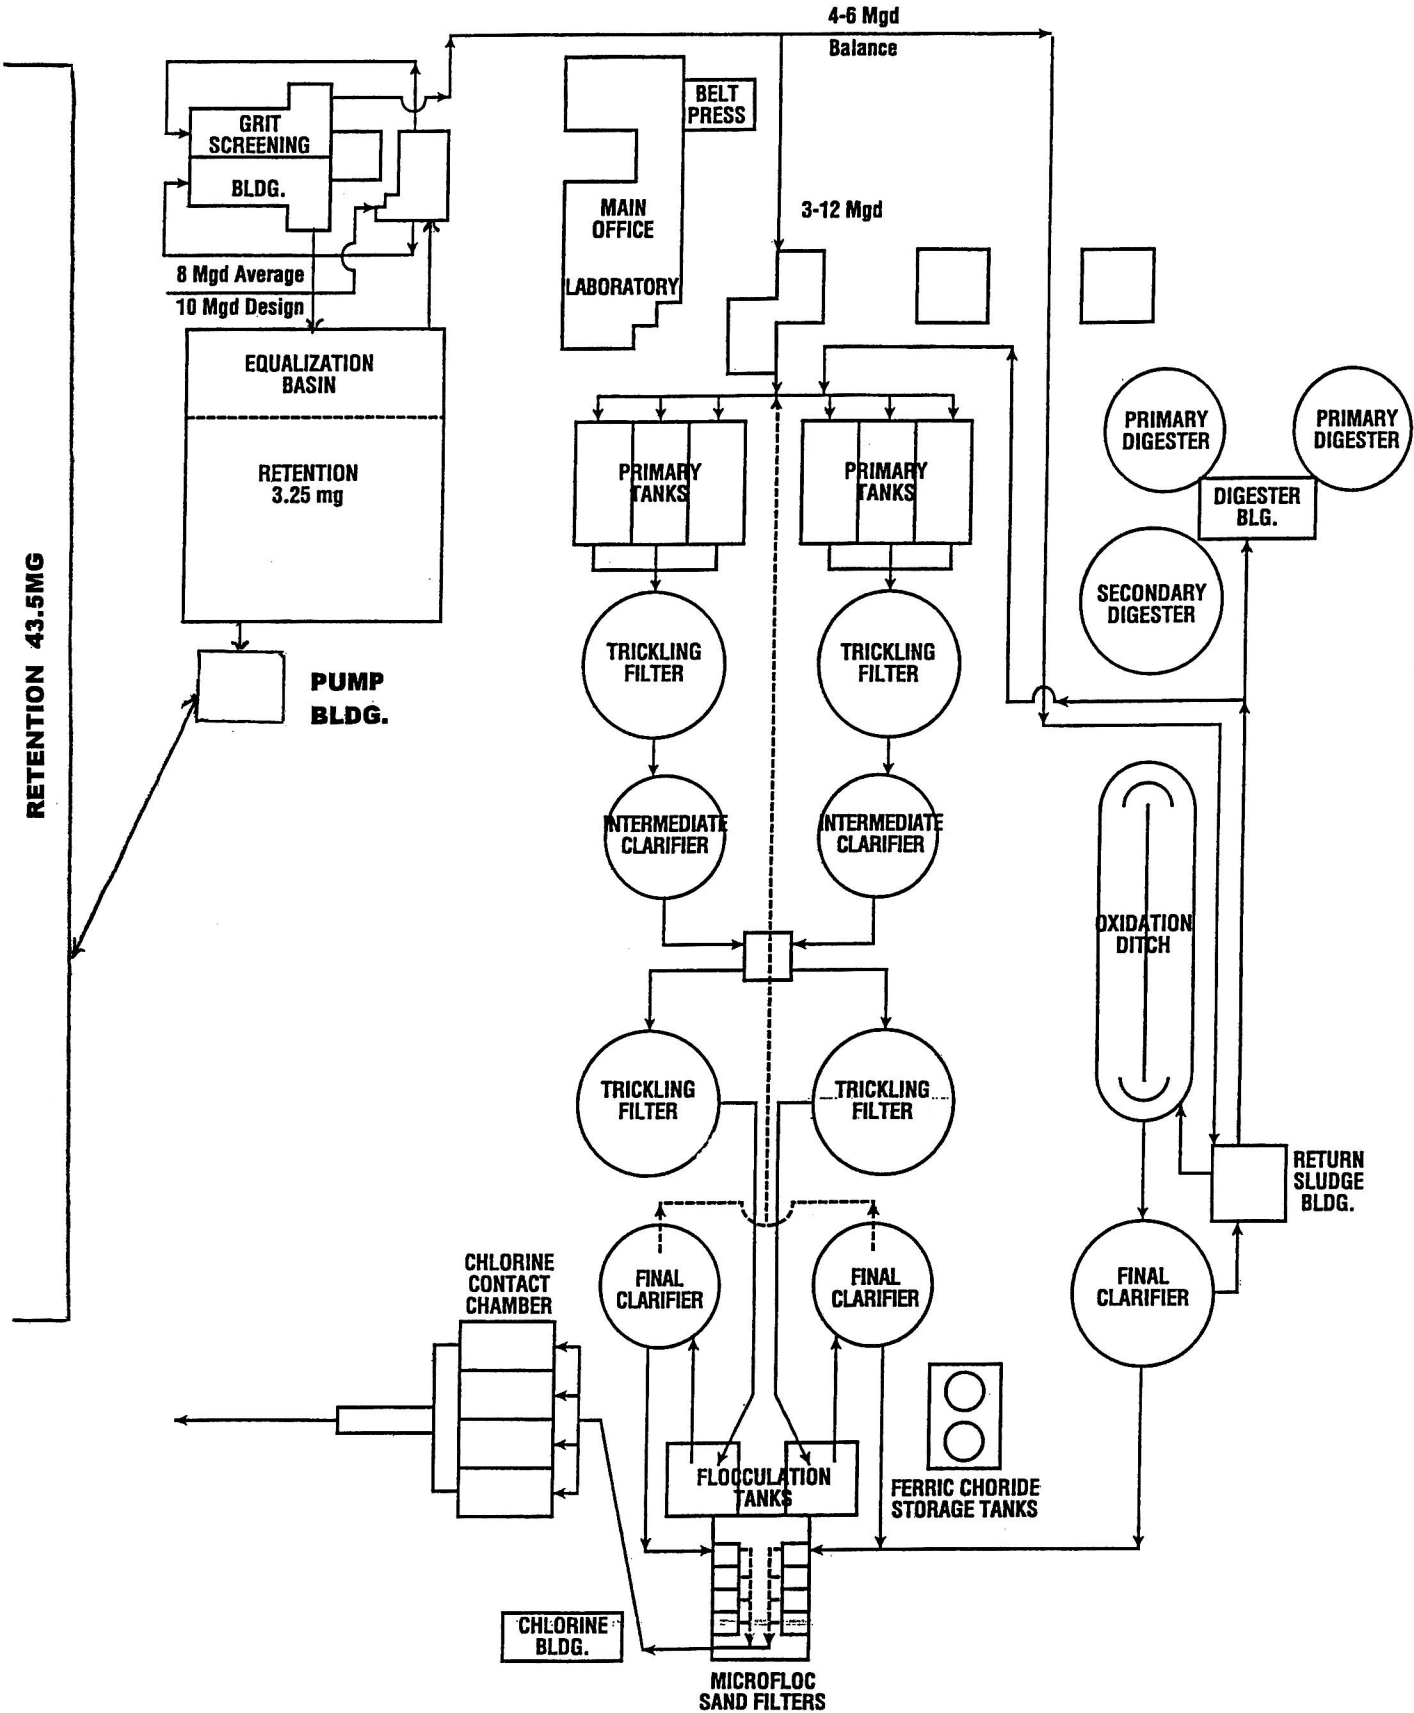 4-6 Mgd
Balance
GRIT
SCREENING
BLDG.
BELT
PRESS
MAIN
OFFICE
LABORATORY
3-12 Mgd
8 Mgd Average
10 Mgd Design
EQUALIZATION
BASIN
RETENTION
3.25 mg
PUMP
BLDG.
RETENTION 43.5MG
PRIMARY
TANKS
PRIMARY
TANKS
PRIMARY
DIGESTER
PRIMARY
DIGESTER
DIGESTER
BLG.
SECONDARY
DIGESTER
TRICKLING
FILTER
TRICKLING
FILTER
INTERMEDIATE
CLARIFIER
INTERMEDIATE
CLARIFIER
OXIDATION
DITCH
TRICKLING
FILTER
TRICKLING
FILTER
RETURN
SLUDGE
BLDG.
FINAL
CLARIFIER
FINAL
CLARIFIER
FINAL
CLARIFIER
CHLORINE
CONTACT
CHAMBER
FLOCCULATION
TANKS
FERRIC CHORIDE
STORAGE TANKS
CHLORINE
BLDG.
MICROFLOC
SAND FILTERS